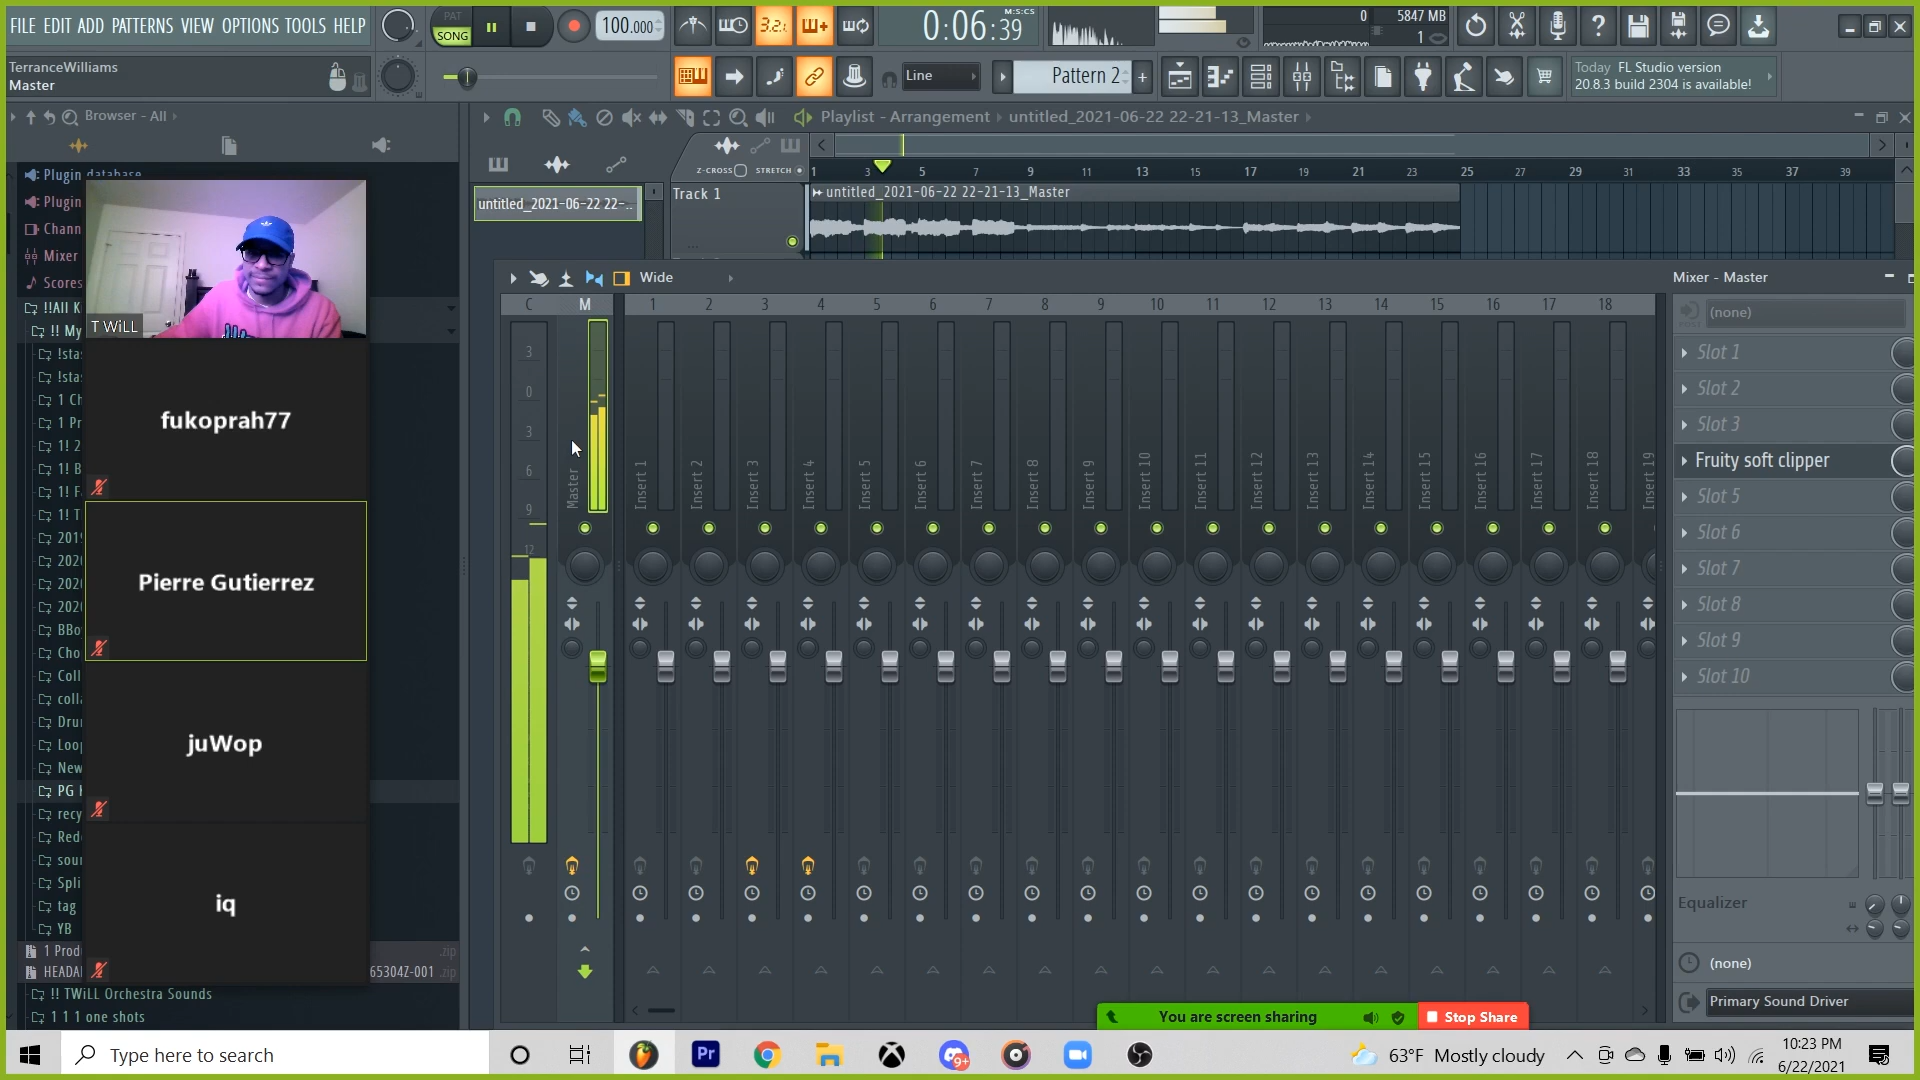 FILE EDIT ADD PATTERNS VIEW OPTIONS TOOLS HELP
PAT
SONG
100.000
3.2.1
0:06:39
M:S:CS
0
5847 MB
1
TerranceWilliams
Master
Line
Pattern 2
+
Today FL Studio version
20.8.3 build 2304 is available!
Browser - All
Playlist - Arrangement › untitled_2021-06-22 22-21-13_Master ›
Z-CROSS STRETCH
1 3 5 7 9 11 13 15 17 19 21 23 25 27 29 31 33 35 37 39
untitled_2021-06-22 22-..
Track 1
untitled_2021-06-22 22-21-13_Master
Plugin database
Plugin
Chann
Mixer
Scores
!!All K
!! My
!sta
!sta
1 Ch
1 Pr
1! 2
1! B
1! F
1! T
201
202
202
202
BBo
Cho
Coll
colla
Dru
Loo
New
PG
recy
Red
sou
Spli
tag
YB
1 Prod
.zip
HEADA
65304Z-001 .zip
!! TWiLL Orchestra Sounds
1 1 1 one shots
T WiLL
fukoprah77
Pierre Gutierrez
juWop
iq
Wide
C M 1 2 3 4 5 6 7 8 9 10 11 12 13 14 15 16 17 18
3
0
3
6
9
12
Master
Insert 1
Insert 2
Insert 3
Insert 4
Insert 5
Insert 6
Insert 7
Insert 8
Insert 9
Insert 10
Insert 11
Insert 12
Insert 13
Insert 14
Insert 15
Insert 16
Insert 17
Insert 18
Insert 19
Mixer - Master
(none)
Slot 1
Slot 2
Slot 3
Fruity soft clipper
Slot 5
Slot 6
Slot 7
Slot 8
Slot 9
Slot 10
Equalizer
(none)
Primary Sound Driver
You are screen sharing
Stop Share
Type here to search
Pr
9+
63°F Mostly cloudy
10:23 PM
6/22/2021